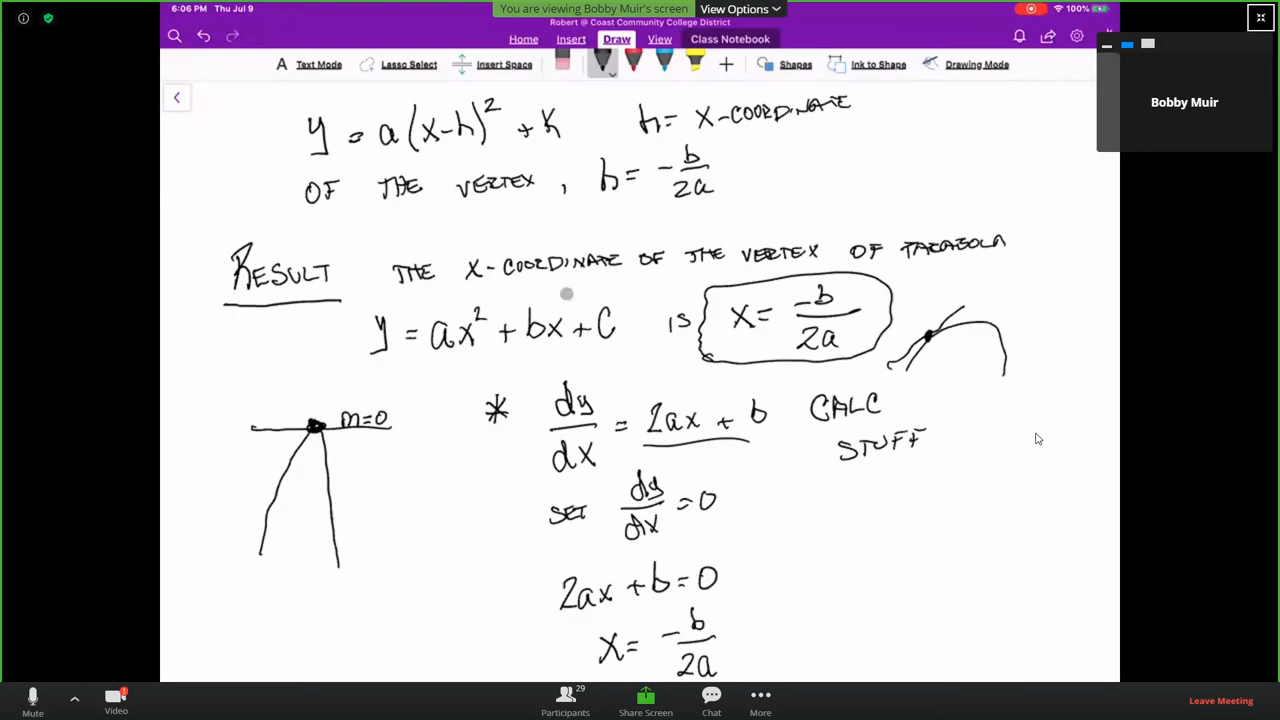 6:06 PM Thu Jul 9
You are viewing Bobby Muir's screen
View Options
100%
Robert @ Coast Community College District
Home Insert Draw View Class Notebook
Text Mode Lasso Select Insert Space Shapes Ink to Shape Drawing Mode
Bobby Muir
y = a(x-h)² + k h = X-COORDINATE
OF THE VERTEX, h = -b/2a
RESULT THE X-COORDINATE OF THE VERTEX OF PARABOLA
y = ax² + bx + C IS x = -b/2a
m=0
* dy/dx = 2ax + b CALC
STUFF
SET dy/dx = 0
2ax + b = 0
x = -b/2a
Mute
Video
Participants 29
Share Screen
Chat
More
Leave Meeting